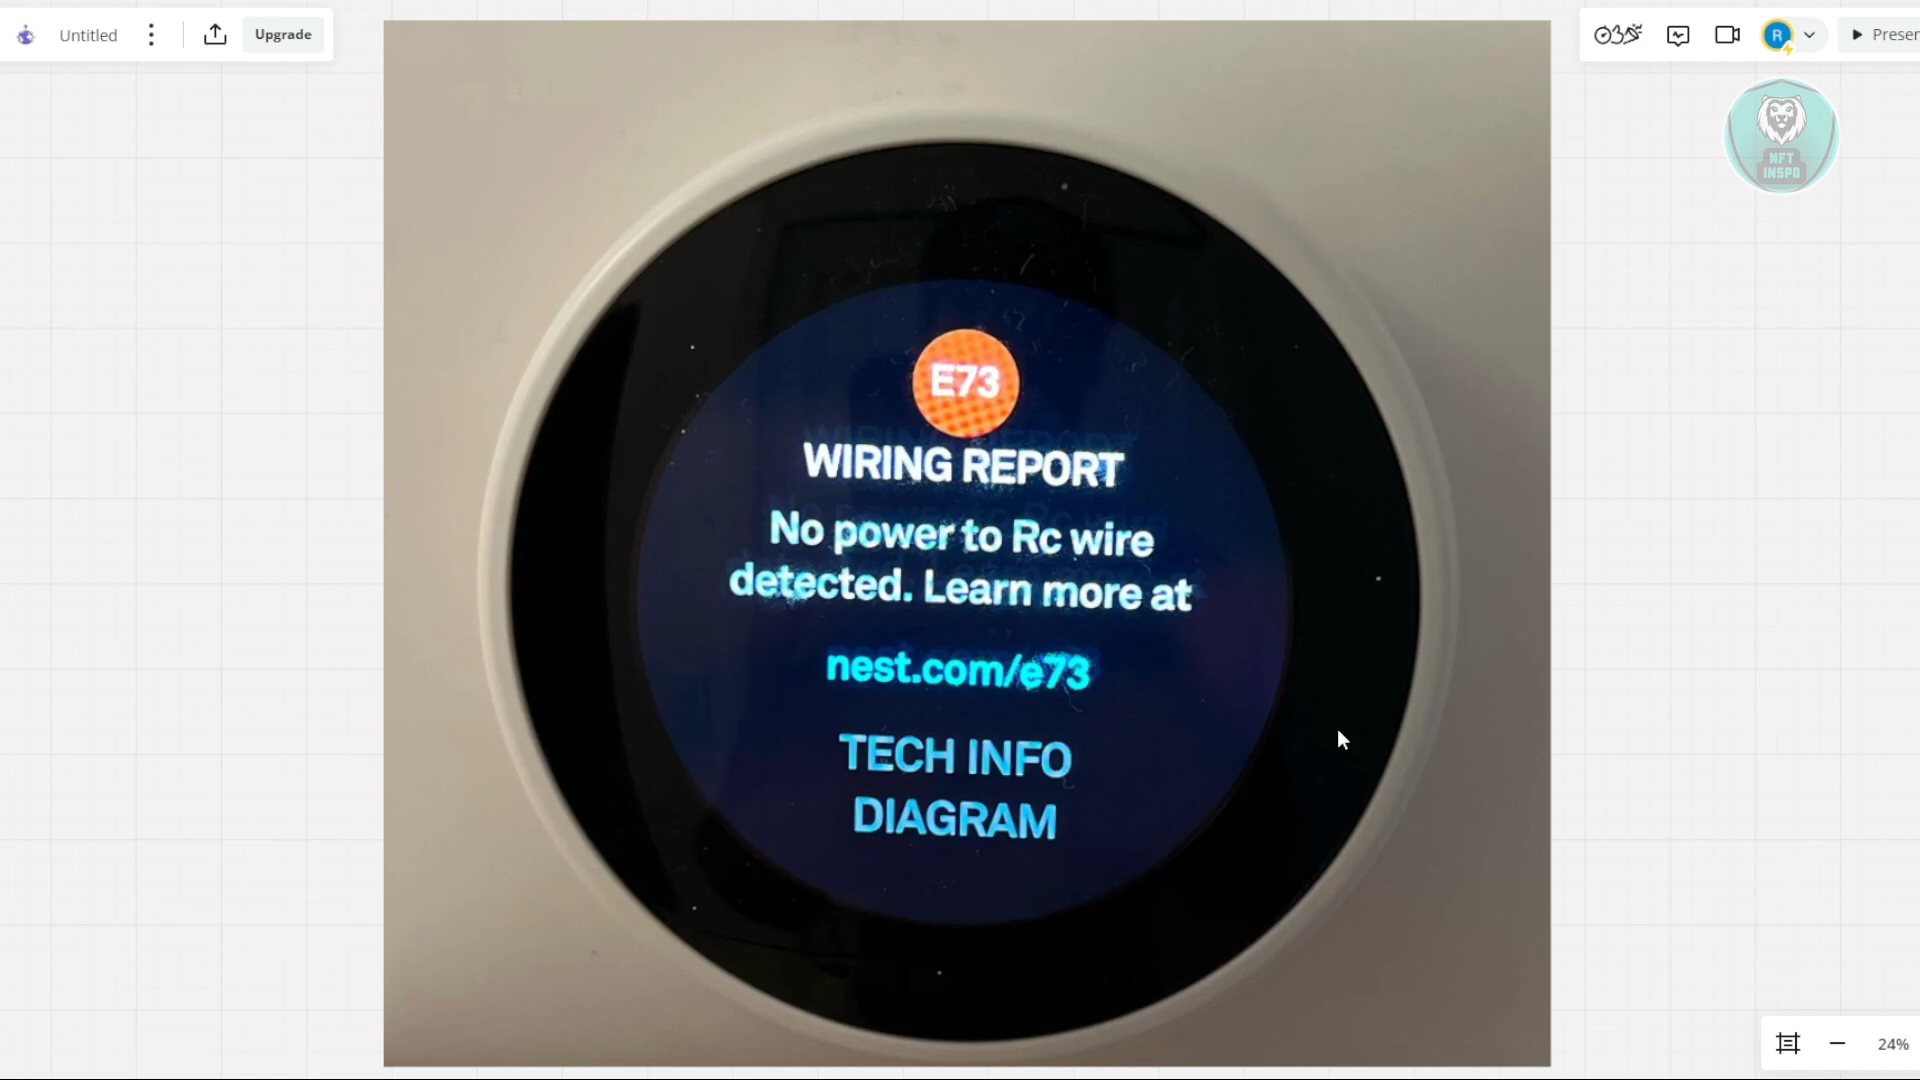 Untitled
Upgrade
Presen
NFT
INSPO
E73
WIRING REPORT
No power to Rc wire
detected. Learn more at
nest.com/e73
TECH INFO
DIAGRAM
24%